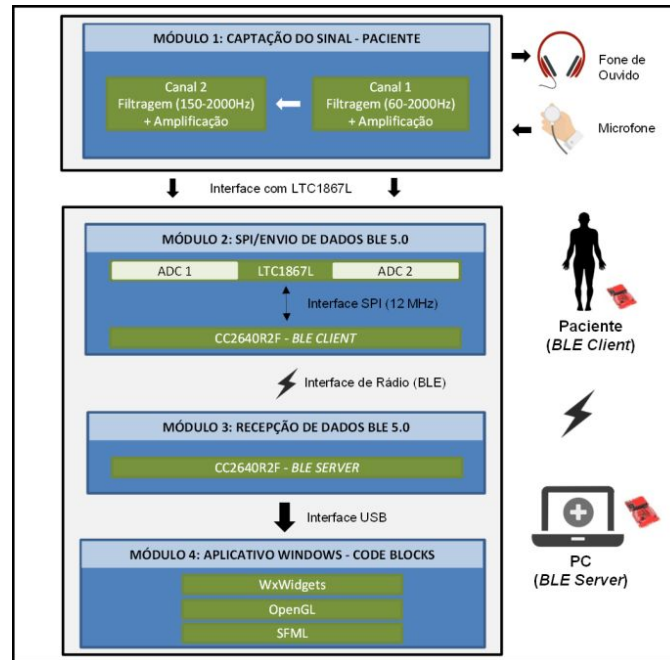 MÓDULO 1: CAPTAÇÃO DO SINAL - PACIENTE
Canal 2
Filtragem (150-2000Hz)
+ Amplificação
Canal 1
Filtragem (60-2000Hz)
+ Amplificação
Fone de
Ouvido
Microfone
Interface com LTC1867L
MÓDULO 2: SPI/ENVIO DE DADOS BLE 5.0
ADC 1
LTC1867L
ADC 2
Interface SPI (12 MHz)
CC2640R2F - BLE CLIENT
Paciente
(BLE Client)
Interface de Rádio (BLE)
MÓDULO 3: RECEPÇÃO DE DADOS BLE 5.0
CC2640R2F - BLE SERVER
Interface USB
MÓDULO 4: APLICATIVO WINDOWS - CODE BLOCKS
WxWidgets
OpenGL
SFML
PC
(BLE Server)